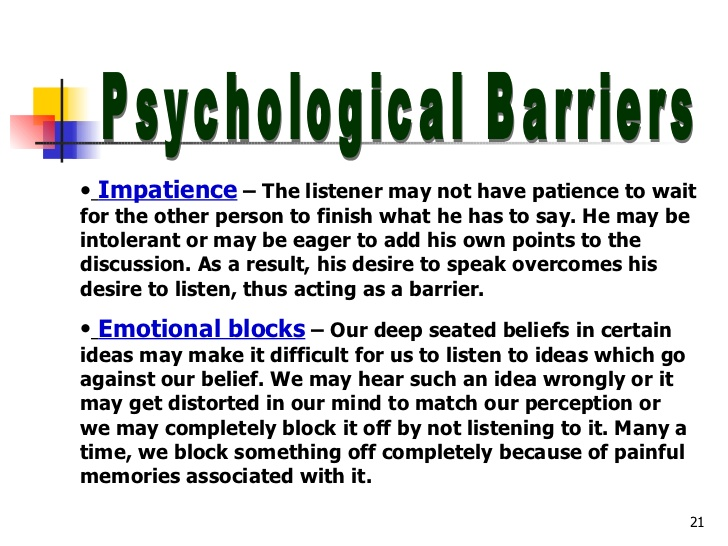 Psychological Barriers
• Impatience – The listener may not have patience to wait
for the other person to finish what he has to say. He may be
intolerant or may be eager to add his own points to the
discussion. As a result, his desire to speak overcomes his
desire to listen, thus acting as a barrier.
• Emotional blocks – Our deep seated beliefs in certain
ideas may make it difficult for us to listen to ideas which go
against our belief. We may hear such an idea wrongly or it
may get distorted in our mind to match our perception or
we may completely block it off by not listening to it. Many a
time, we block something off completely because of painful
memories associated with it.
21